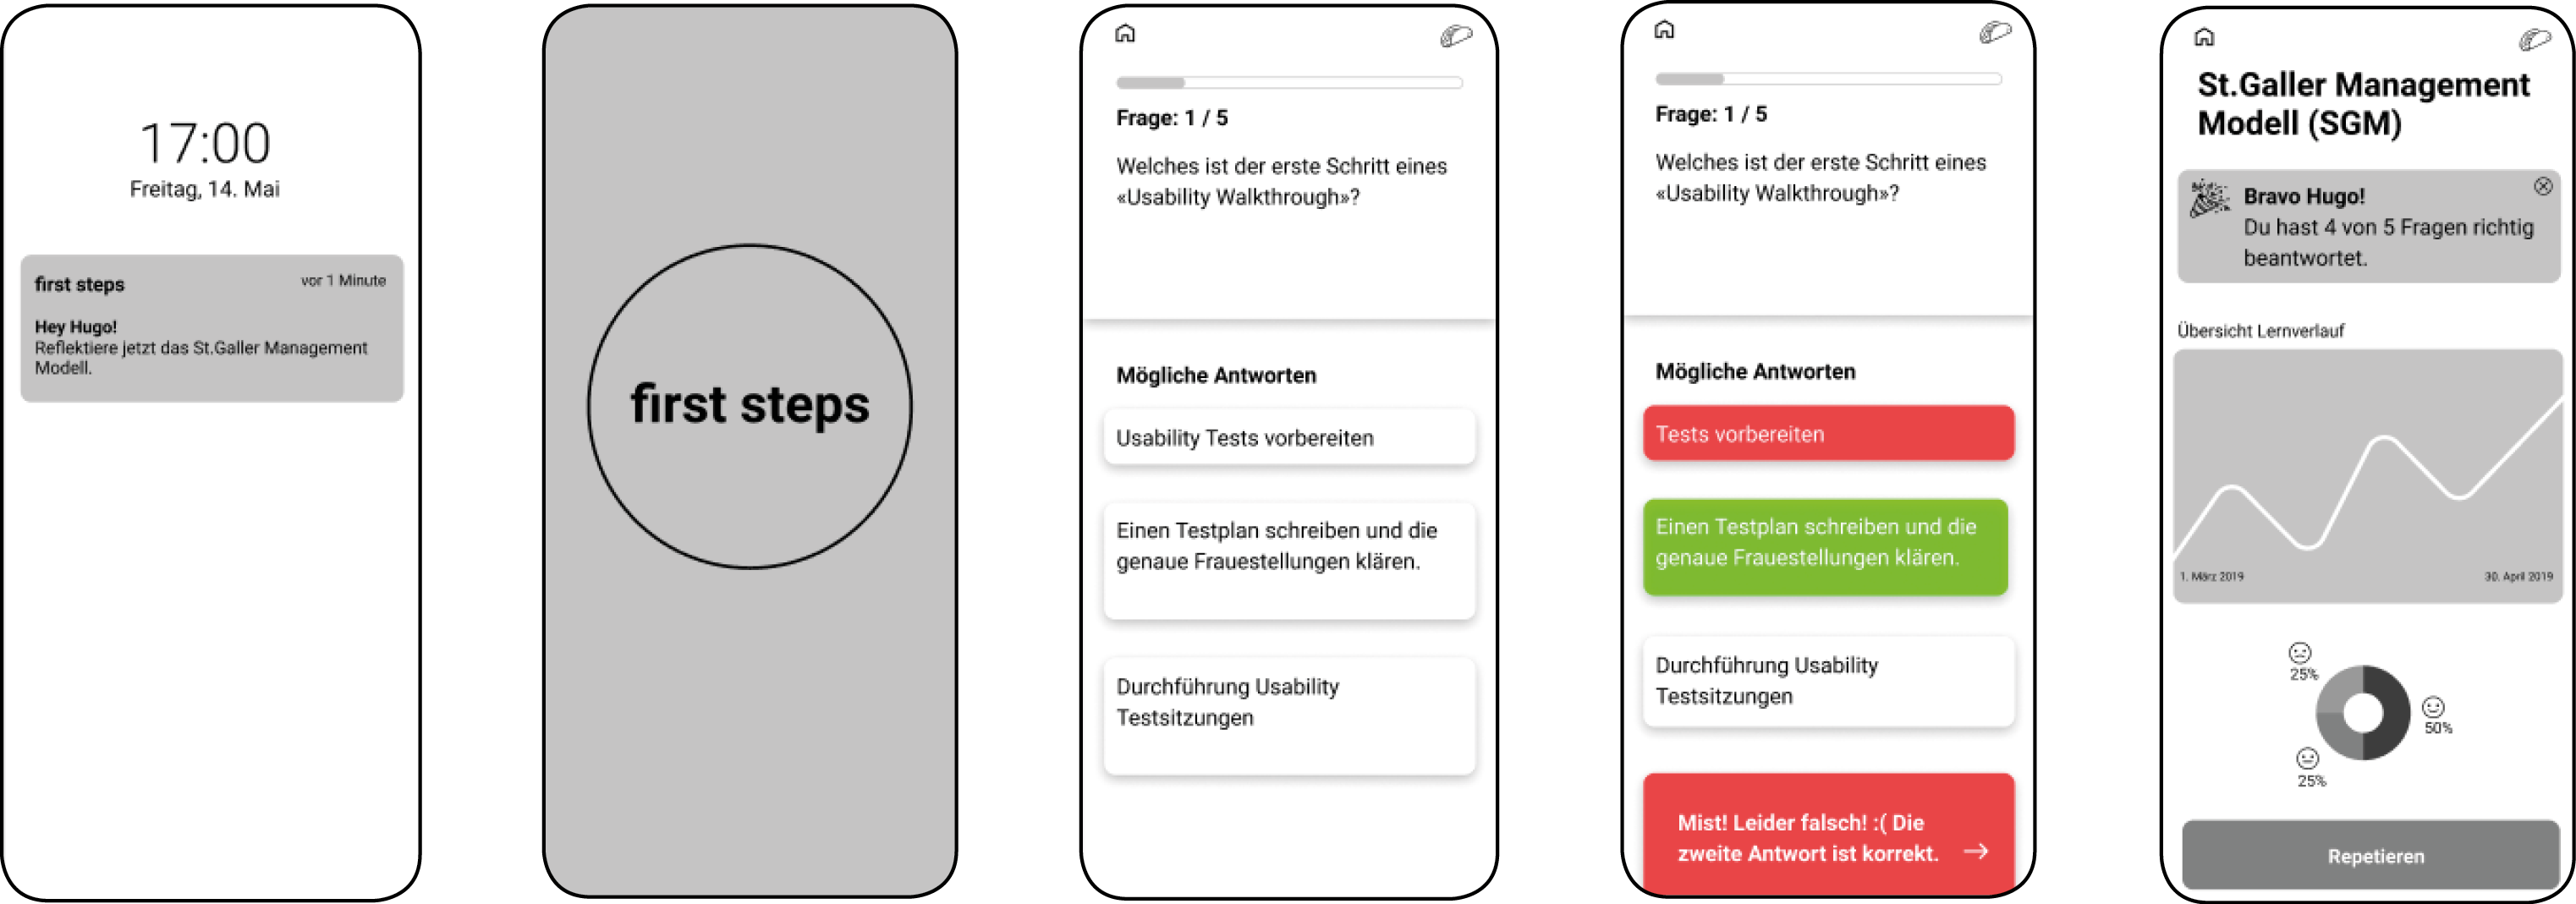 17:00
Freitag, 14. Mai
first steps
vor 1 Minute
Hey Hugo!
Reflektiere jetzt das St.Galler Management
Modell.
first steps
Frage: 1 / 5
Welches ist der erste Schritt eines
«Usability Walkthrough»?
Mögliche Antworten
Usability Tests vorbereiten
Einen Testplan schreiben und die
genaue Frauestellungen klären.
Durchführung Usability
Testsitzungen
Frage: 1 / 5
Welches ist der erste Schritt eines
«Usability Walkthrough»?
Mögliche Antworten
Tests vorbereiten
Einen Testplan schreiben und die
genaue Frauestellungen klären.
Durchführung Usability
Testsitzungen
Mist! Leider falsch! :( Die
zweite Antwort ist korrekt.
St.Galler Management
Modell (SGM)
Bravo Hugo!
Du hast 4 von 5 Fragen richtig
beantwortet.
Übersicht Lernverlauf
1. März 2019
30. April 2019
25%
50%
25%
Repetieren